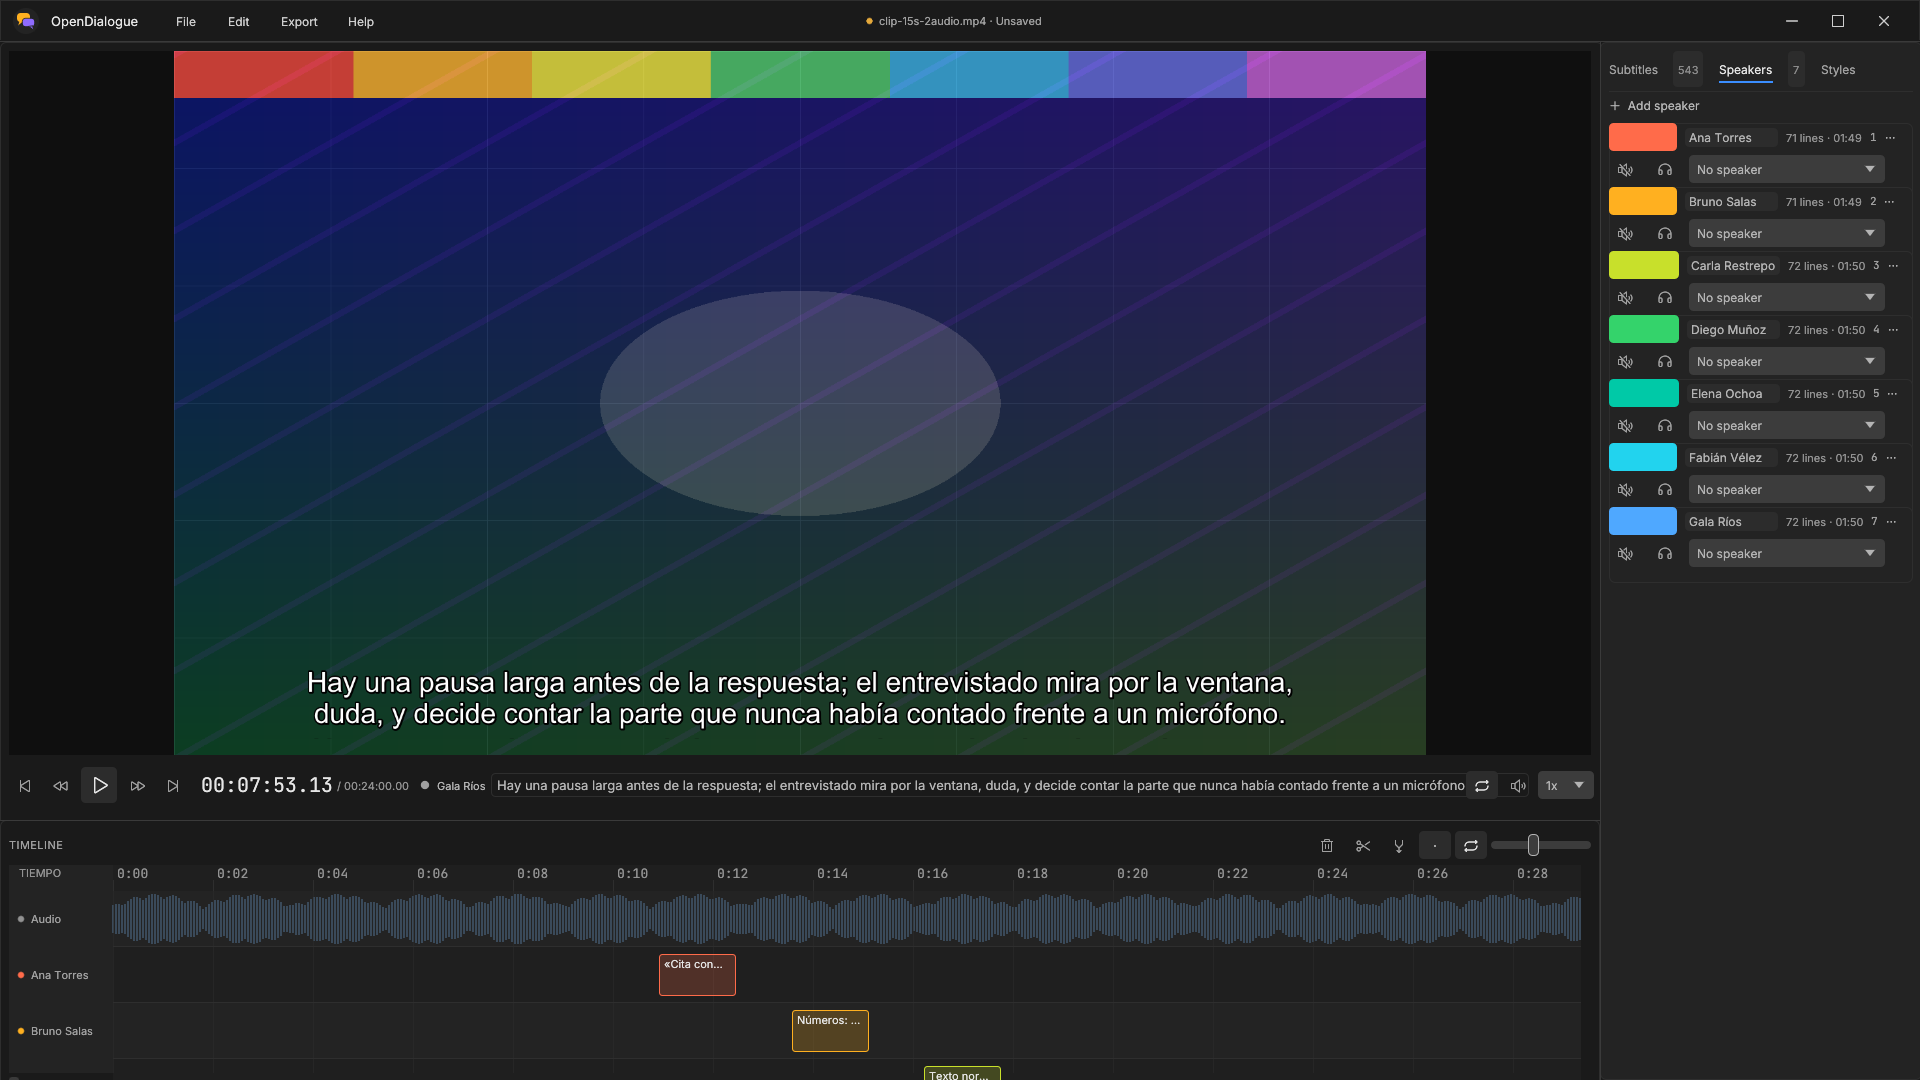 OpenDialogue File Edit Export Help
clip-15s-2audio.mp4 · Unsaved
Subtitles 543 Speakers 7 Styles
+ Add speaker
Ana Torres 71 lines · 01:49 1 ···
No speaker
Bruno Salas 71 lines · 01:49 2 ···
No speaker
Carla Restrepo 72 lines · 01:50 3 ···
No speaker
Diego Muñoz 72 lines · 01:50 4 ···
No speaker
Elena Ochoa 72 lines · 01:50 5 ···
No speaker
Fabián Vélez 72 lines · 01:50 6 ···
No speaker
Gala Ríos 72 lines · 01:50 7 ···
No speaker
Hay una pausa larga antes de la respuesta; el entrevistado mira por la ventana,
duda, y decide contar la parte que nunca había contado frente a un micrófono.
00:07:53.13 / 00:24:00.00 Gala Ríos Hay una pausa larga antes de la respuesta; el entrevistado mira por la ventana, duda, y decide contar la parte que nunca había contado frente a un micrófono 1x
TIMELINE
TIEMPO 0:00 0:02 0:04 0:06 0:08 0:10 0:12 0:14 0:16 0:18 0:20 0:22 0:24 0:26 0:28
Audio
Ana Torres «Cita con...
Bruno Salas Números: ...
Texto nor...